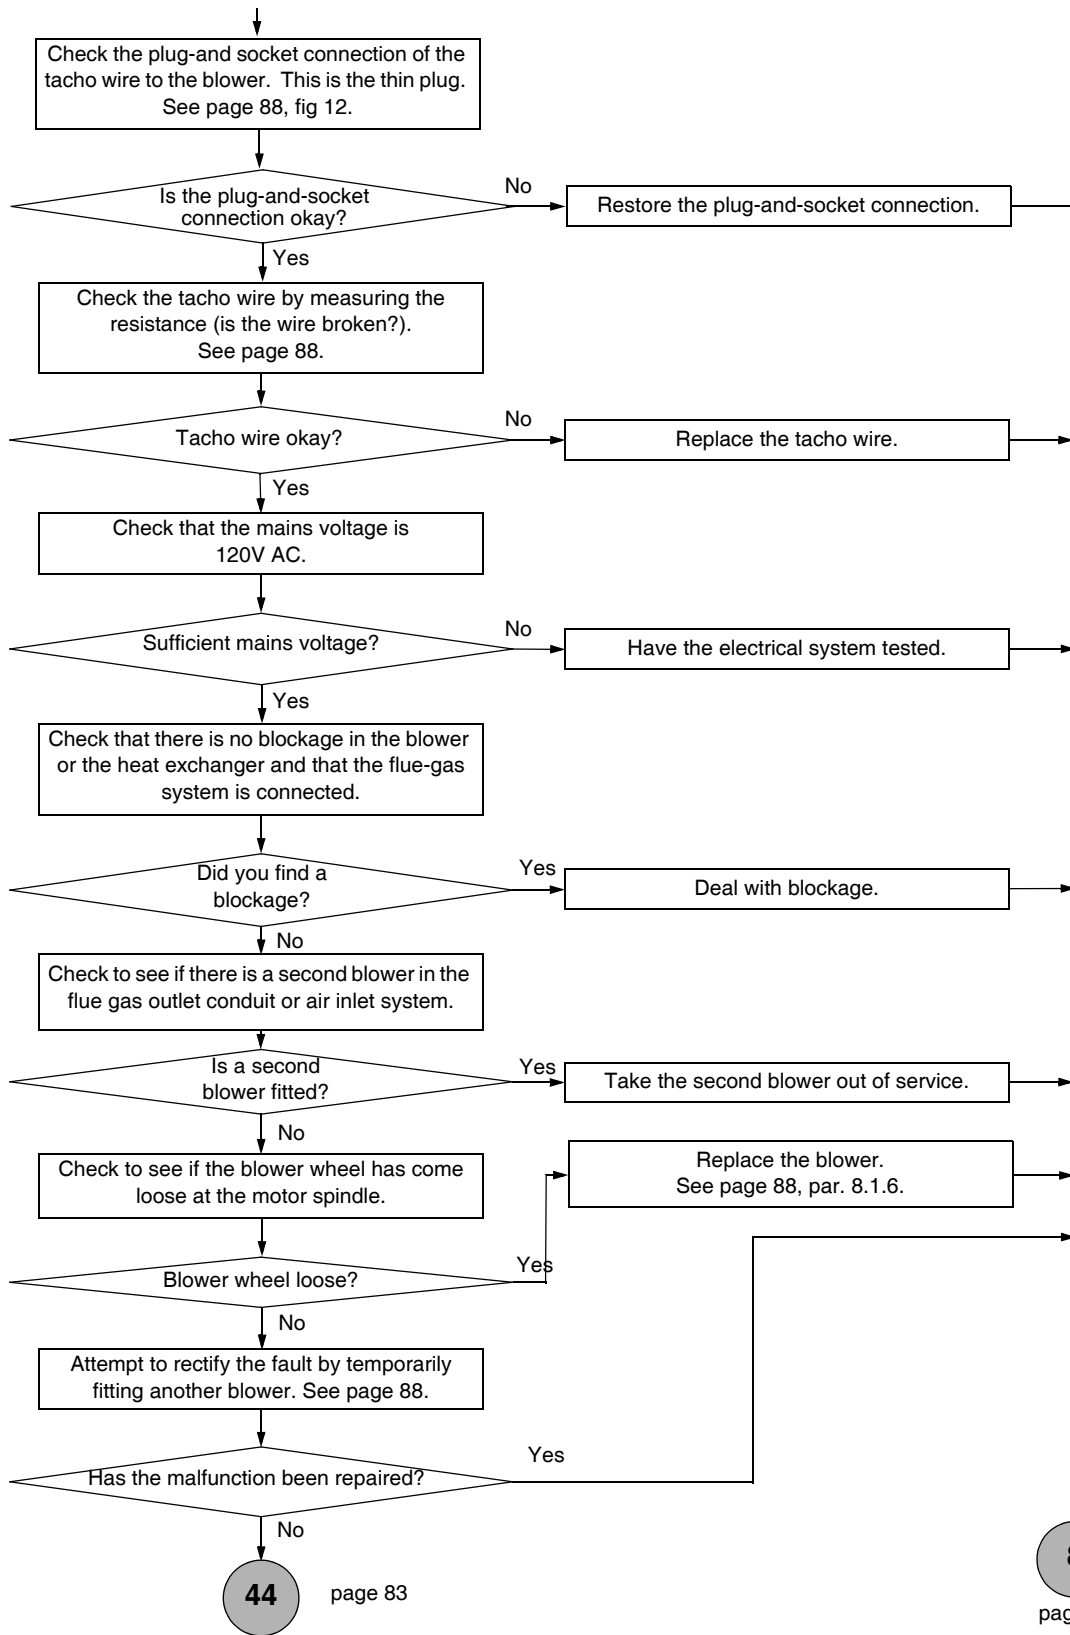 Check the plug-and socket connection of the
tacho wire to the blower. This is the thin plug.
See page 88, fig 12.
Is the plug-and-socket
connection okay?
No
Restore the plug-and-socket connection.
Yes
Check the tacho wire by measuring the
resistance (is the wire broken?).
See page 88.
Tacho wire okay?
No
Replace the tacho wire.
Yes
Check that the mains voltage is
120V AC.
Sufficient mains voltage?
No
Have the electrical system tested.
Yes
Check that there is no blockage in the blower
or the heat exchanger and that the flue-gas
system is connected.
Did you find a
blockage?
Yes
Deal with blockage.
No
Check to see if there is a second blower in the
flue gas outlet conduit or air inlet system.
Is a second
blower fitted?
Yes
Take the second blower out of service.
No
Check to see if the blower wheel has come
loose at the motor spindle.
Replace the blower.
See page 88, par. 8.1.6.
Blower wheel loose?
Yes
No
Attempt to rectify the fault by temporarily
fitting another blower. See page 88.
Has the malfunction been repaired?
Yes
No
44
page 83